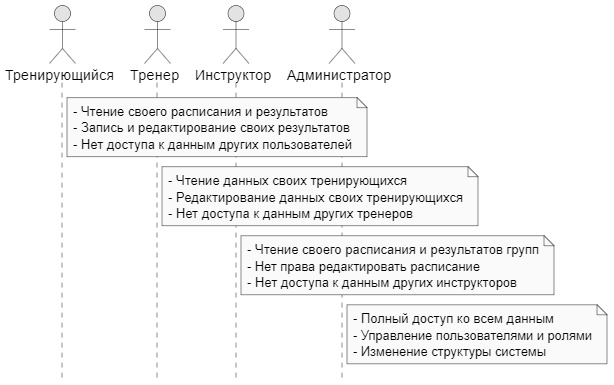 Тренирующийся Тренер Инструктор Администратор
- Чтение своего расписания и результатов
- Запись и редактирование своих результатов
- Нет доступа к данным других пользователей
- Чтение данных своих тренирующихся
- Редактирование данных своих тренирующихся
- Нет доступа к данным других тренеров
- Чтение своего расписания и результатов групп
- Нет права редактировать расписание
- Нет доступа к данным других инструкторов
- Полный доступ ко всем данным
- Управление пользователями и ролями
- Изменение структуры системы